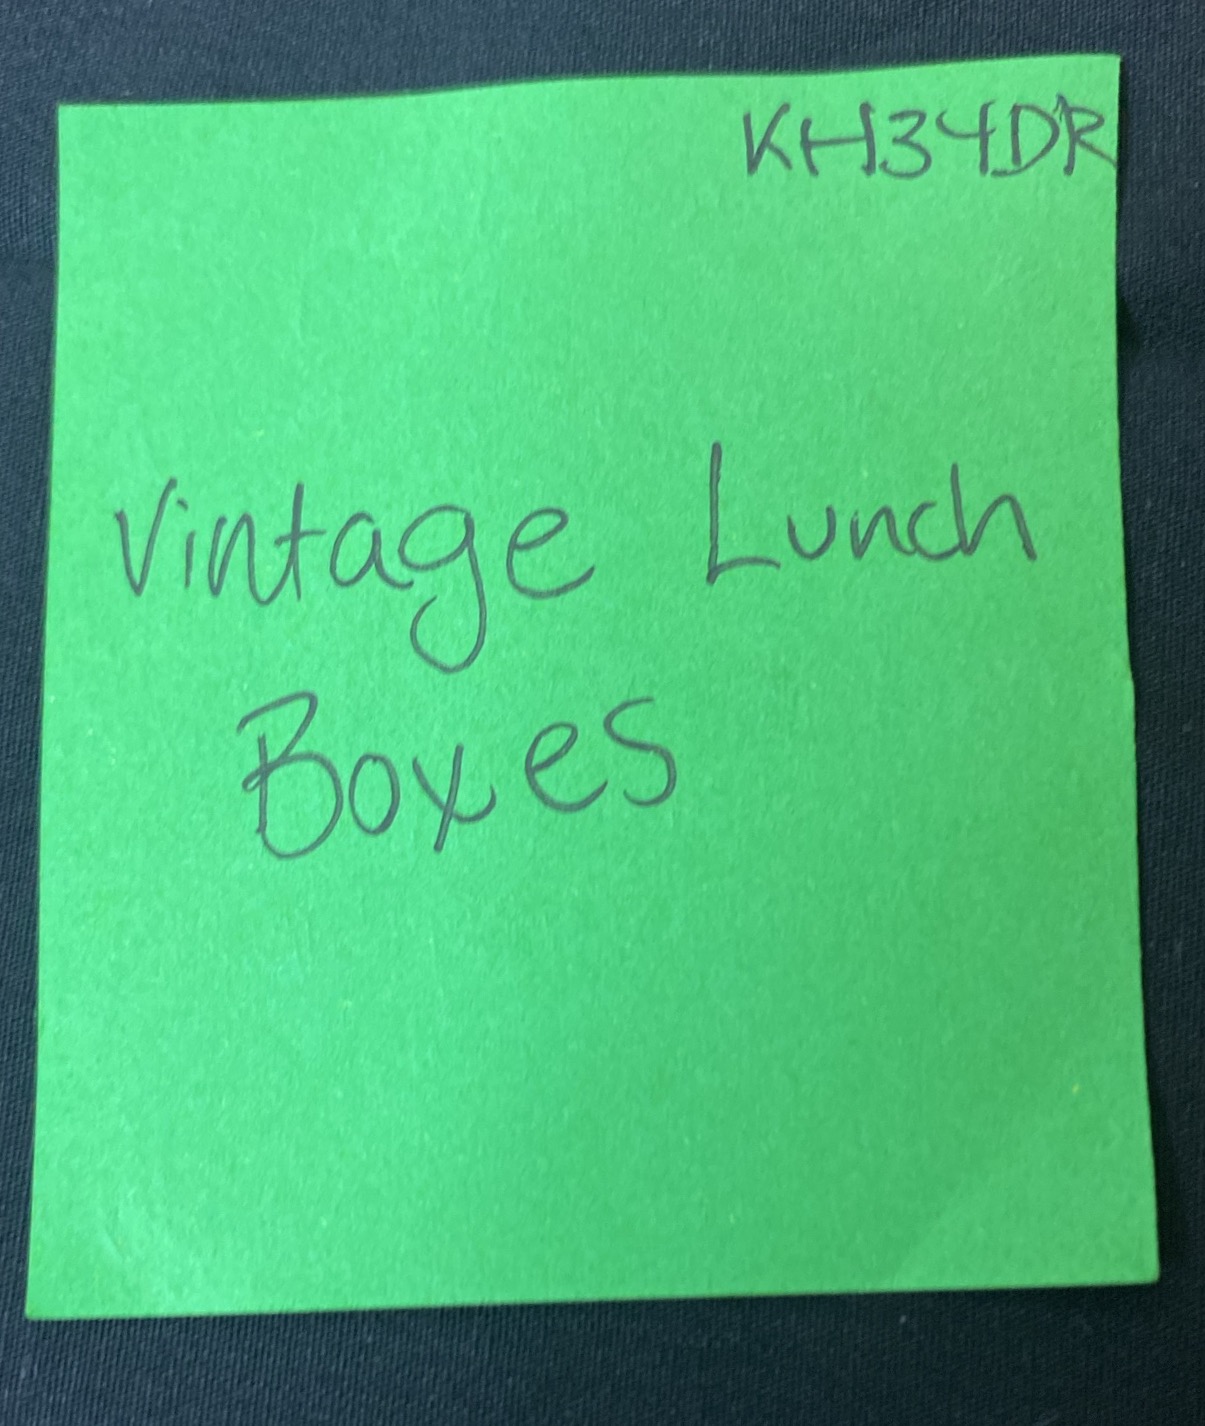 KH34DR
Vintage Lunch
Boxes